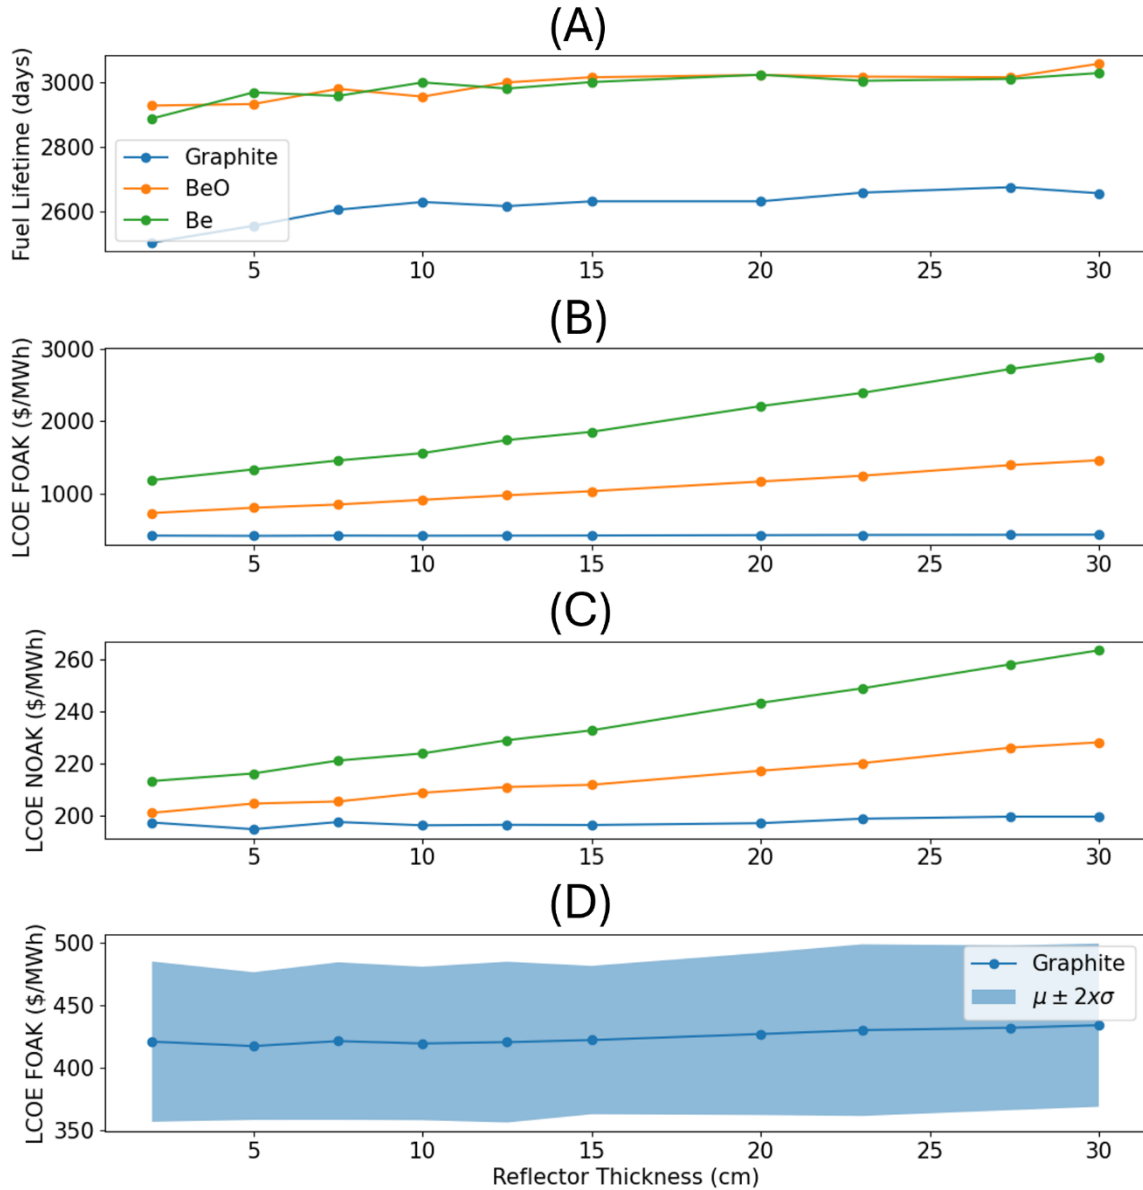 (A)
Fuel Lifetime (days)
3000
2800
2600
Graphite
BeO
Be
5 10 15 20 25 30
(B)
LCOE FOAK ($/MWh)
3000
2000
1000
5 10 15 20 25 30
(C)
LCOE NOAK ($/MWh)
260
240
220
200
5 10 15 20 25 30
(D)
LCOE FOAK ($/MWh)
500
450
400
350
Graphite
μ ± 2xσ
5 10 15 20 25 30
Reflector Thickness (cm)